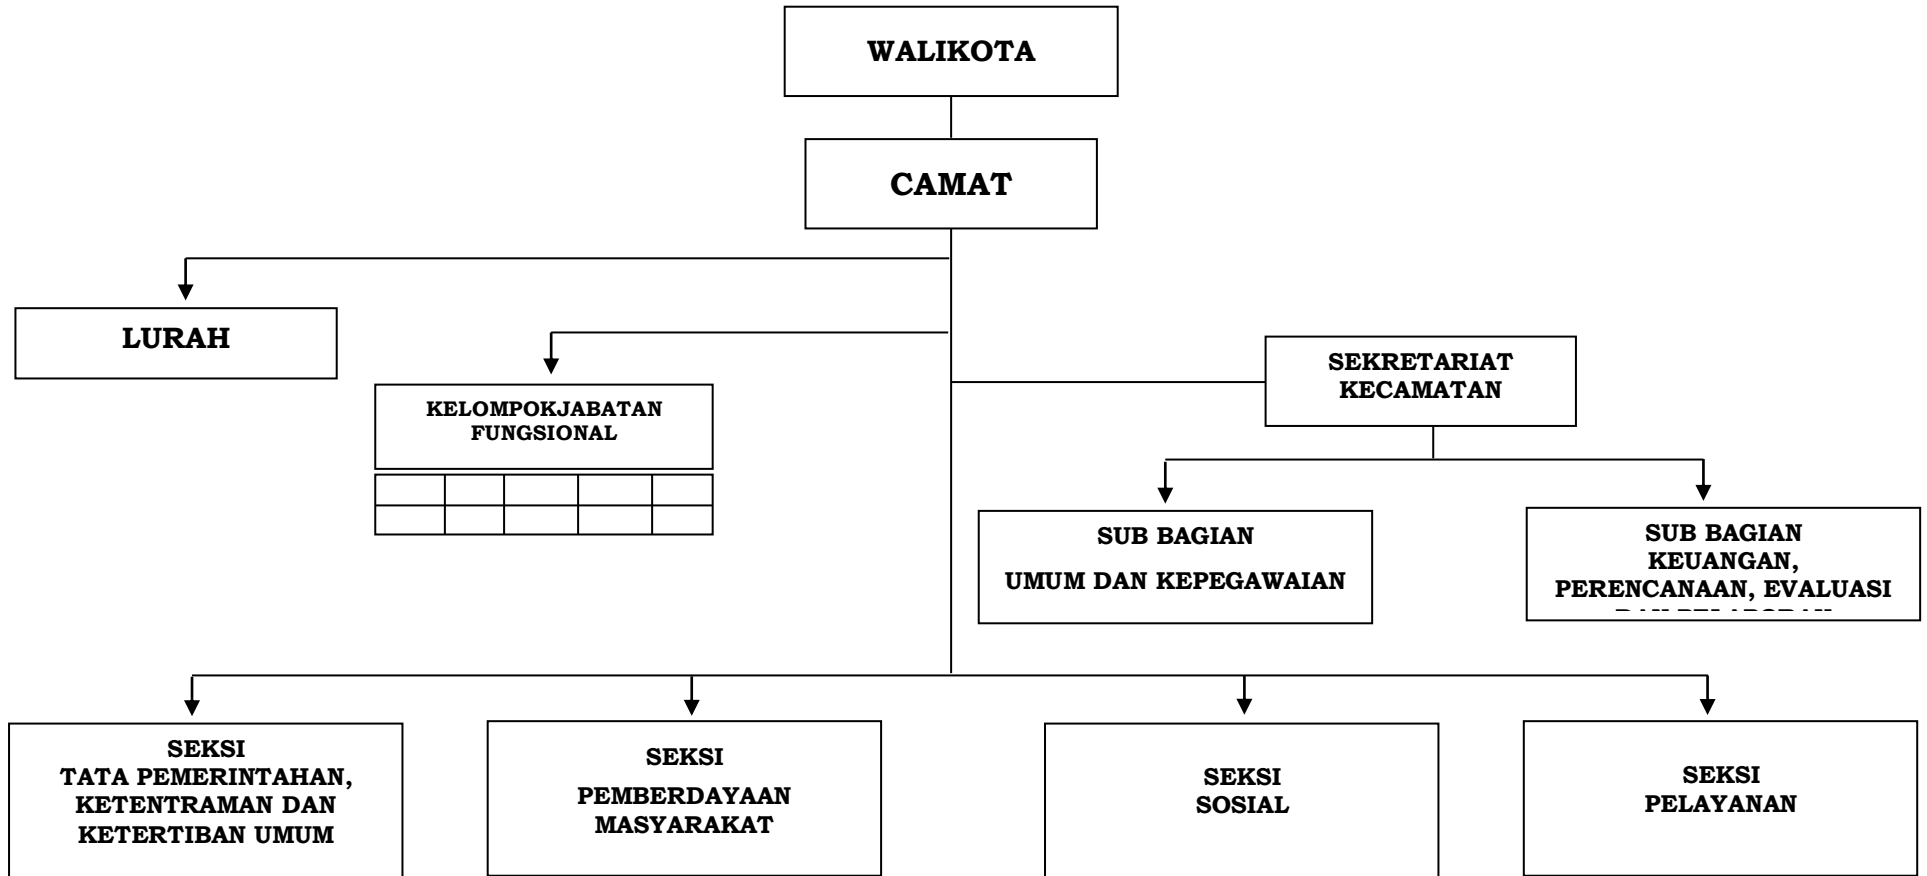 WALIKOTA
CAMAT
LURAH
KELOMPOKJABATAN
FUNGSIONAL
SEKRETARIAT
KECAMATAN
SUB BAGIAN
UMUM DAN KEPEGAWAIAN
SUB BAGIAN
KEUANGAN,
PERENCANAAN, EVALUASI
SEKSI
TATA PEMERINTAHAN,
KETENTRAMAN DAN
KETERTIBAN UMUM
SEKSI
PEMBERDAYAAN
MASYARAKAT
SEKSI
SOSIAL
SEKSI
PELAYANAN